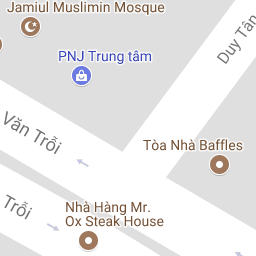 Jamiul Muslimin Mosque
PNJ Trung tâm
Duy Tân
Văn Trỗi
Tòa Nhà Baffles
Trỗi
Nhà Hàng Mr.
Ox Steak House